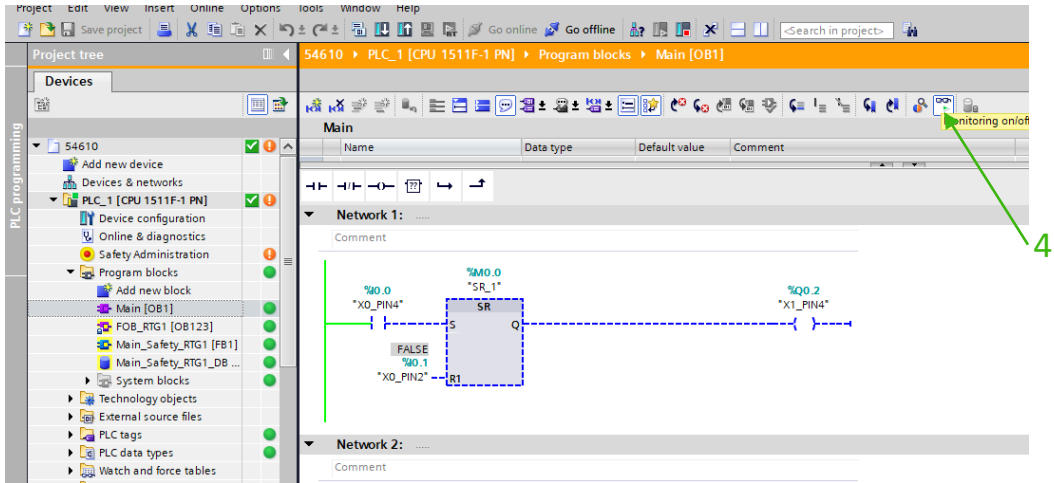 Project Edit View Insert Online Options Tools Window Help
Save project Go online Go offline <Search in project>
Project tree
54610 PLC_1 [CPU 1511F-1 PN] Program blocks Main [OB1]
Devices
PLC programming
Monitoring on/off
Main
Name Data type Default value Comment
54610
Add new device
Devices & networks
PLC_1 [CPU 1511F-1 PN]
Device configuration
Online & diagnostics
Safety Administration
Program blocks
Add new block
Main [OB1]
FOB_RTG1 [OB123]
Main_Safety_RTG1 [FB1]
Main_Safety_RTG1_DB ...
System blocks
Technology objects
External source files
PLC tags
PLC data types
Watch and force tables
??
Network 1: .....
Comment
%M0.0
"SR_1"
%I0.0
"X0_PIN4"
SR
S Q
%Q0.2
"X1_PIN4"
FALSE
%I0.1
"X0_PIN2"
R1
4
Network 2: .....
Comment